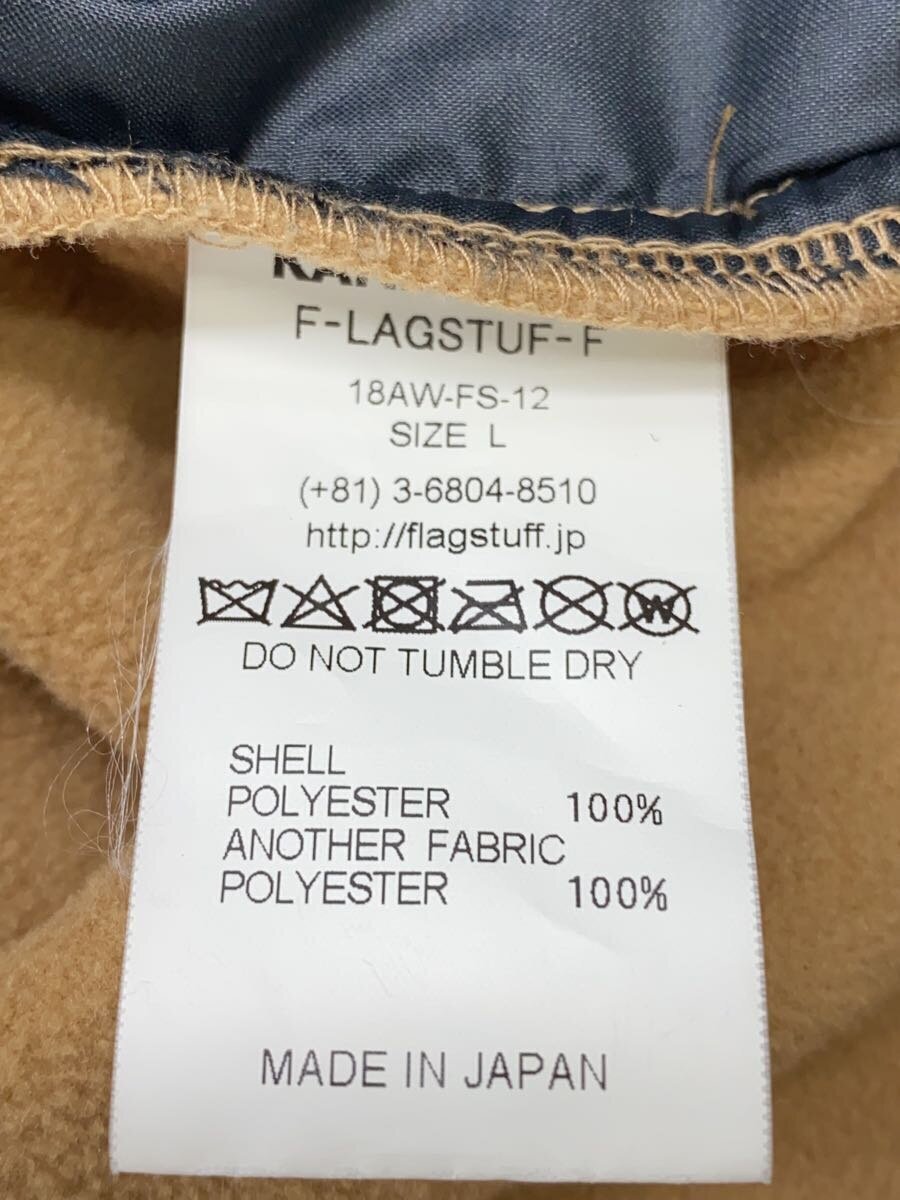 F-LAGSTUF-F
18AW-FS-12
SIZE L
(+81) 3-6804-8510
http://flagstuff.jp
W
DO NOT TUMBLE DRY
SHELL
POLYESTER 100%
ANOTHER FABRIC
POLYESTER 100%
MADE IN JAPAN